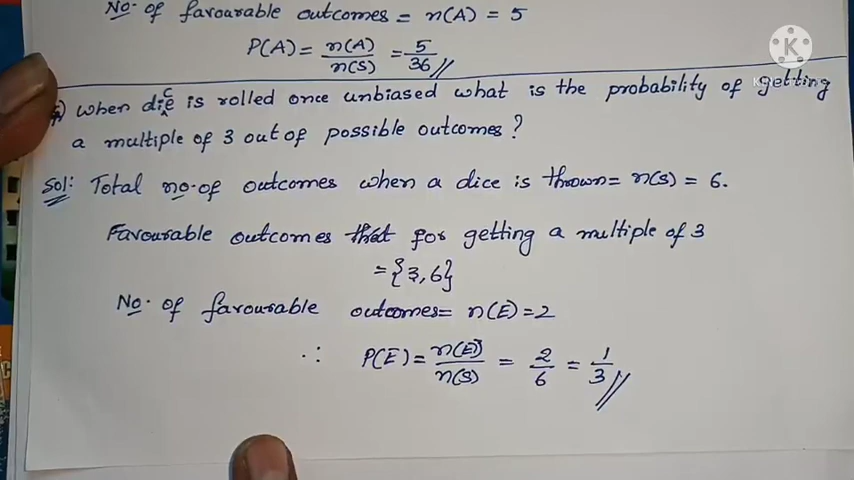 No. of favourable outcomes = n(A) = 5
P(A) = n(A)/n(S) = 5/36 //
K
when dice is rolled once unbiased what is the probability of getting
a multiple of 3 out of possible outcomes?
Sol: Total no. of outcomes when a dice is thrown = n(S) = 6.
Favourable outcomes that for getting a multiple of 3
= {3, 6}
No. of favourable outcomes = n(E) = 2
∴ P(E) = n(E)/n(S) = 2/6 = 1/3 //